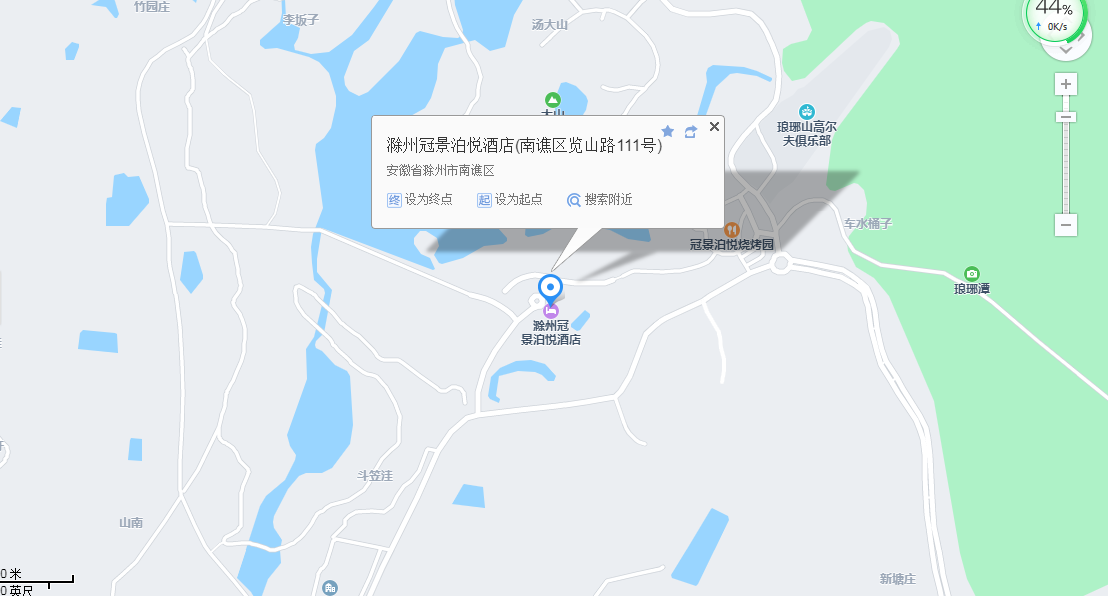 竹园庄
李坂子
汤大山
44%
0K/s
大山
琅琊山高尔
夫俱乐部
滁州冠景泊悦酒店(南谯区览山路111号)
安徽省滁州市南谯区
终 设为终点
起 设为起点
搜索附近
车水桶子
冠景泊悦烧烤园
琅琊潭
滁州冠
景泊悦酒店
斗笠洼
山南
新塘庄
0 米
0 英尺